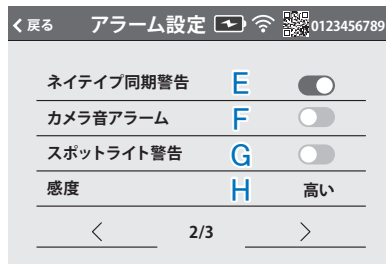 < 戻る アラーム設定 0123456789
ネイテイプ同期警告 E
カメラ音アラーム F
スポットライト警告 G
感度 H 高い
< 2/3 >